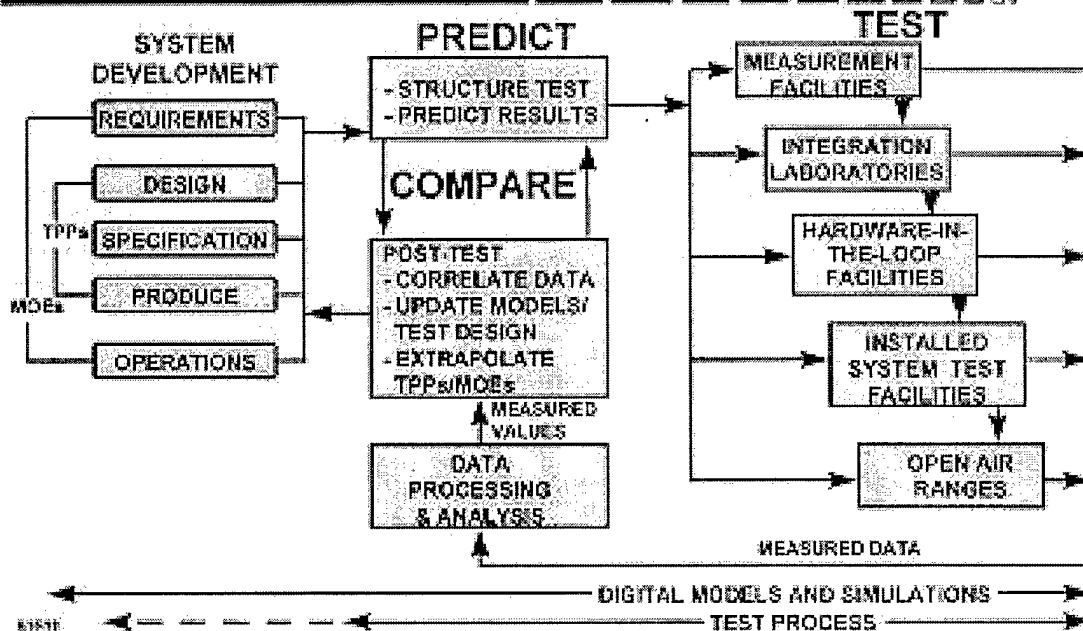 SYSTEM
DEVELOPMENT
REQUIREMENTS
DESIGN
TPPs
SPECIFICATION
PRODUCE
MOEs
OPERATIONS
PREDICT
- STRUCTURE TEST
- PREDICT RESULTS
COMPARE
POST-TEST
- CORRELATE DATA
- UPDATE MODELS/
TEST DESIGN
- EXTRAPOLATE
TPPs/MOEs
MEASURED
VALUES
DATA
PROCESSING
& ANALYSIS
TEST
MEASUREMENT
FACILITIES
INTEGRATION
LABORATORIES
HARDWARE-IN-
THE-LOOP
FACILITIES
INSTALLED
SYSTEM TEST
FACILITIES
OPEN AIR
RANGES
MEASURED DATA
DIGITAL MODELS AND SIMULATIONS
TEST PROCESS